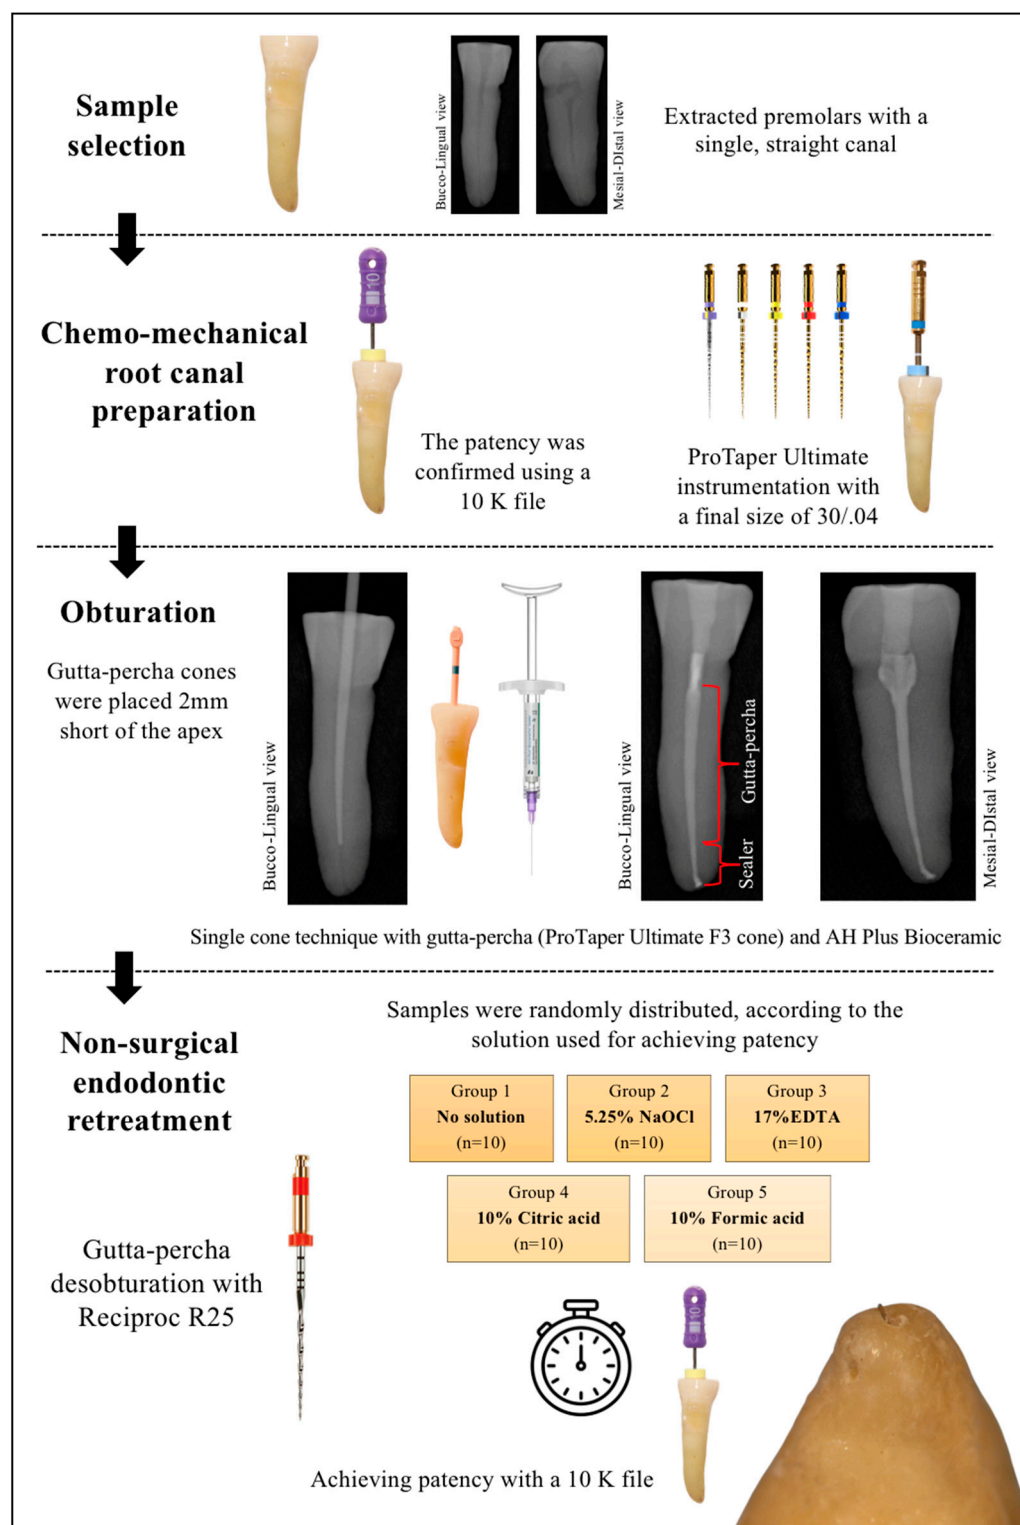 Sample
selection
Bucco-Lingual view
Mesial-DIstal view
Extracted premolars with a
single, straight canal
Chemo-mechanical
root canal
preparation
10
The patency was
confirmed using a
10 K file
ProTaper Ultimate
instrumentation with
a final size of 30/.04
Obturation
Gutta-percha cones
were placed 2mm
short of the apex
Bucco-Lingual view
Bucco-Lingual view
Gutta-percha
Sealer
Mesial-DIstal view
Single cone technique with gutta-percha (ProTaper Ultimate F3 cone) and AH Plus Bioceramic
Non-surgical
endodontic
retreatment
Samples were randomly distributed, according to the
solution used for achieving patency
Group 1
No solution
(n=10)
Group 2
5.25% NaOCl
(n=10)
Group 3
17%EDTA
(n=10)
Group 4
10% Citric acid
(n=10)
Group 5
10% Formic acid
(n=10)
Gutta-percha
desobturation with
Reciproc R25
10
Achieving patency with a 10 K file